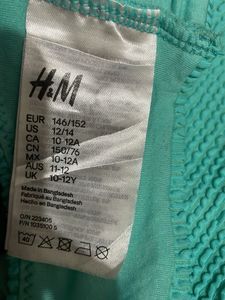 H&M
EUR 146/152
US 12/14
CA 10-12A
CN 150/76
MX 10-12A
AUS 11-12
UK 10-12Y
Made in Bangladesh
Fabriqué au Bangladesh
Hecho en Bangladesh
O/N 223405
P/N 1035100 5
40